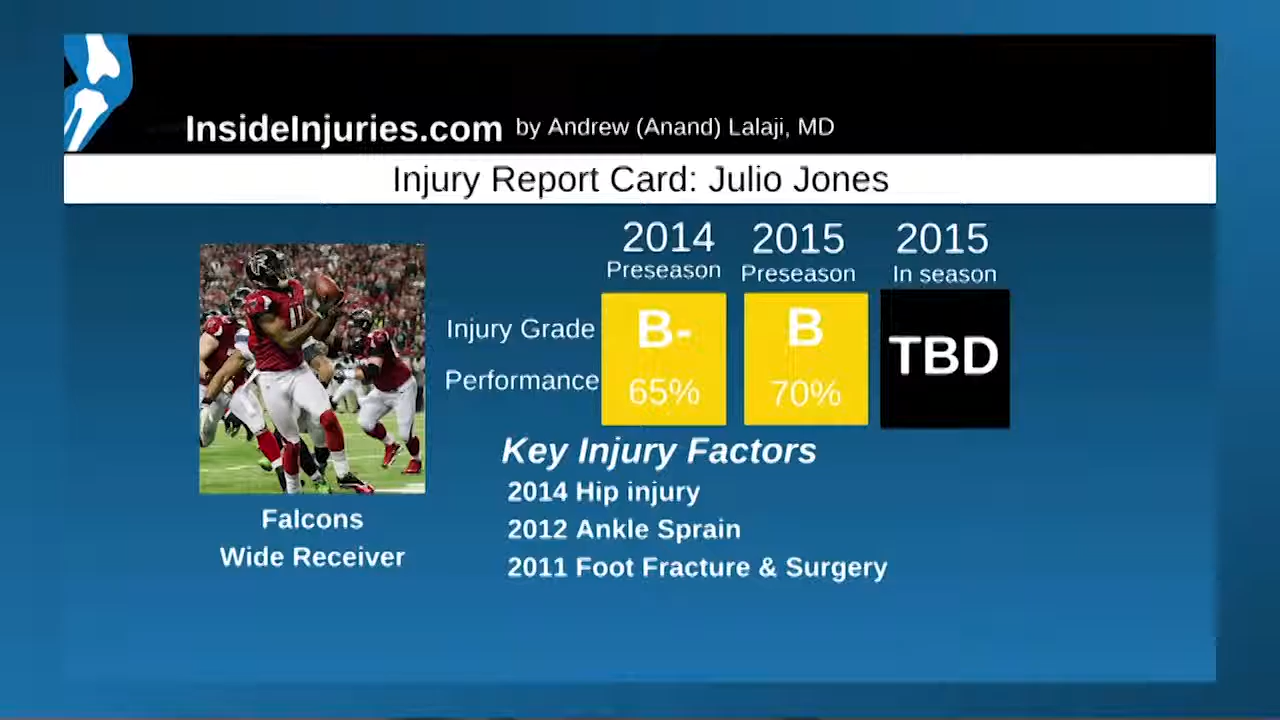 InsideInjuries.com by Andrew (Anand) Lalaji, MD
Injury Report Card: Julio Jones
2014 2015 2015
Preseason Preseason In season
Injury Grade B- B TBD
Performance 65% 70%
Key Injury Factors
2014 Hip injury
2012 Ankle Sprain
2011 Foot Fracture & Surgery
Falcons
Wide Receiver